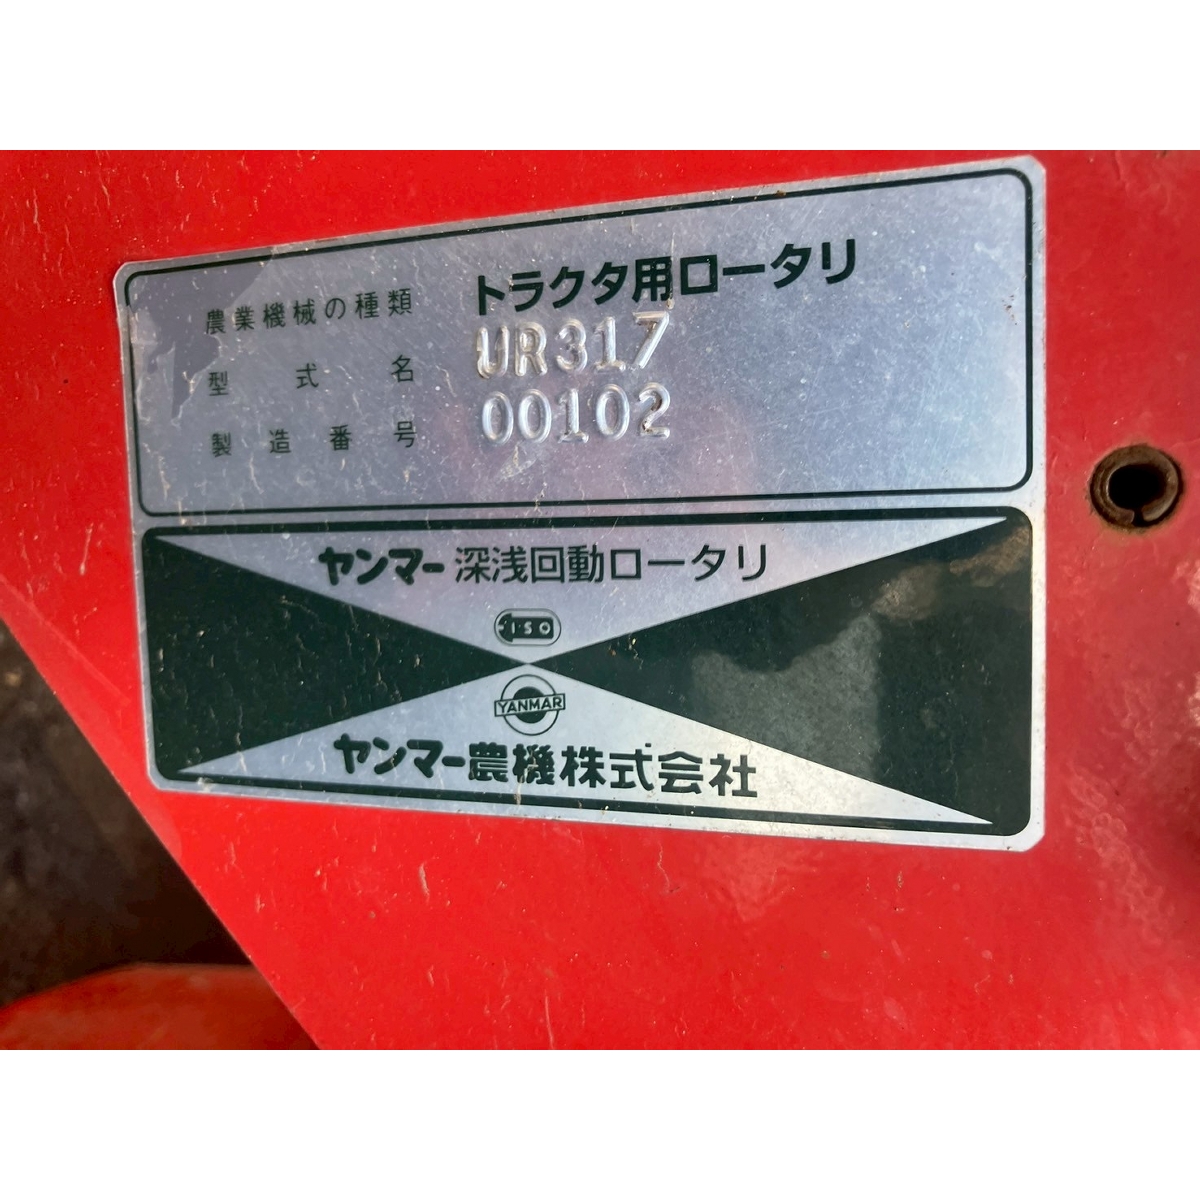 農業機械の種類 トラクタ用ロータリ
型式名 UR317
製造番号 00102
ヤンマー深浅回動ロータリ
ISO
YANMAR
ヤンマー農機株式会社